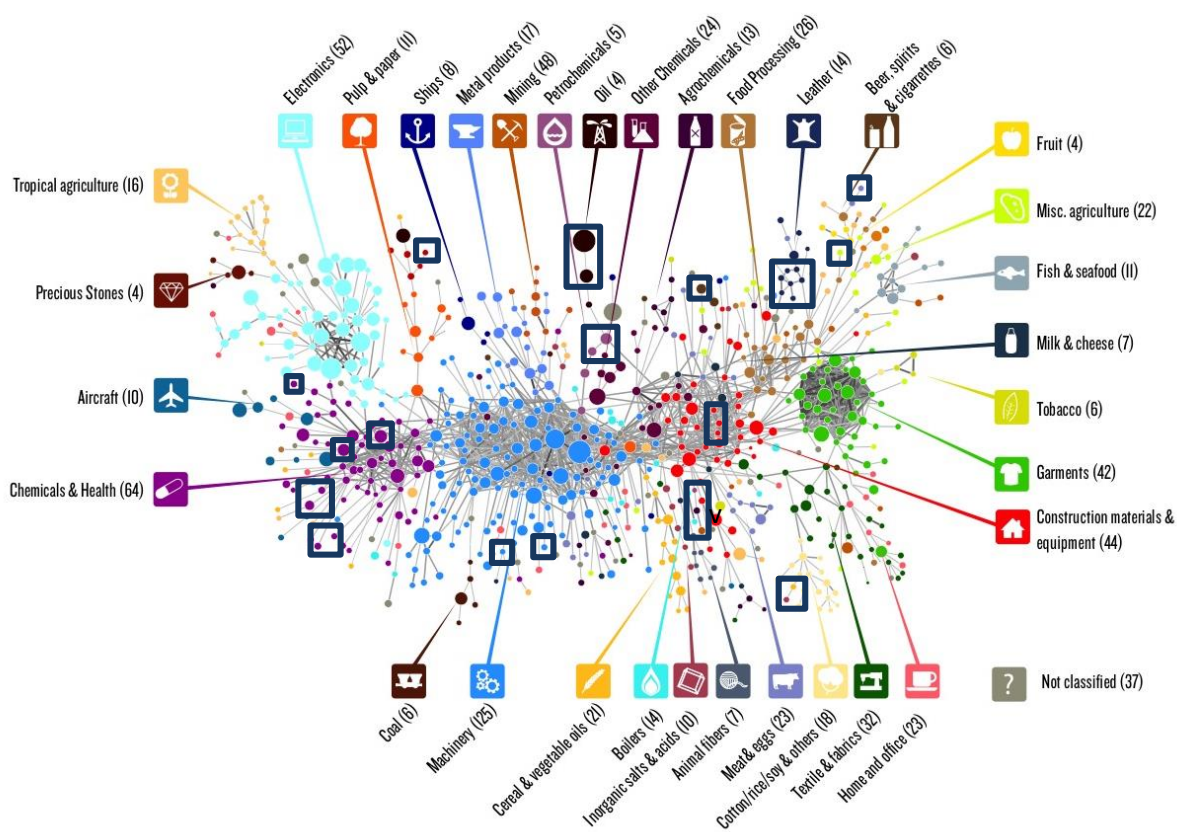 Electronics (52)
Pulp & paper (11)
Ships (8)
Metal products (17)
Mining (48)
Petrochemicals (5)
Oil (4)
Other Chemicals (24)
Agrochemicals (13)
Food Processing (26)
Leather (14)
Beer, spirits
& cigarettes (6)
Fruit (4)
Misc. agriculture (22)
Fish & seafood (11)
Milk & cheese (7)
Tobacco (6)
Garments (42)
Construction materials &
equipment (44)
Tropical agriculture (16)
Precious Stones (4)
Aircraft (10)
Chemicals & Health (64)
V
Coal (6)
Machinery (125)
Cereal & vegetable oils (21)
Boilers (14)
Inorganic salts & acids (10)
Animal fibers (7)
Meat& eggs (23)
Cotton/rice/soy & others (18)
Textile & fabrics (32)
Home and office (23)
?
Not classified (37)